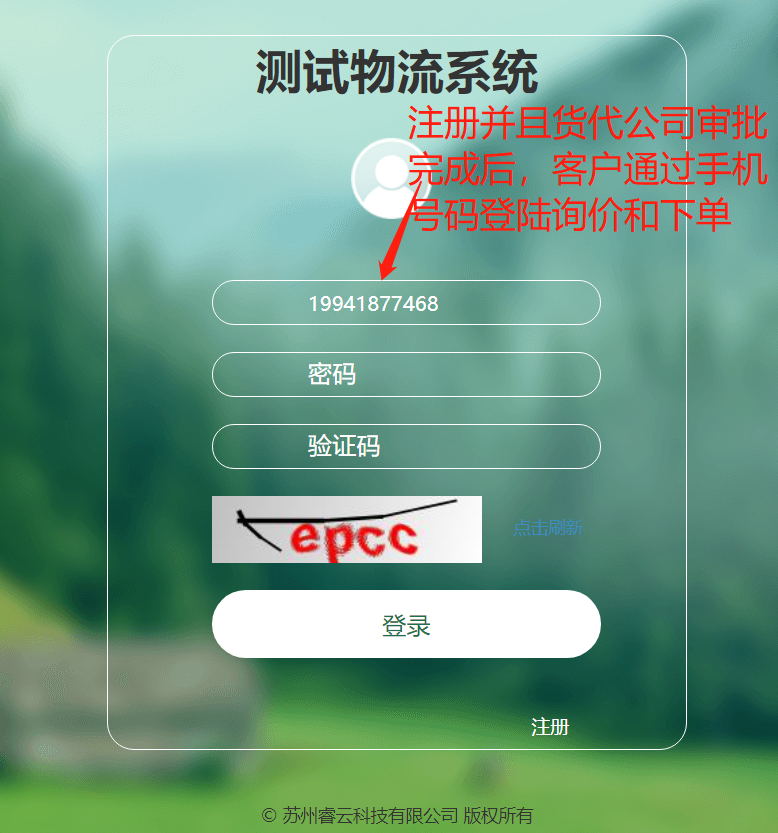 测试物流系统
注册并且货代公司审批
完成后，客户通过手机
号码登陆询价和下单
19941877468
密码
验证码
epcc
点击刷新
登录
注册
© 苏州睿云科技有限公司 版权所有